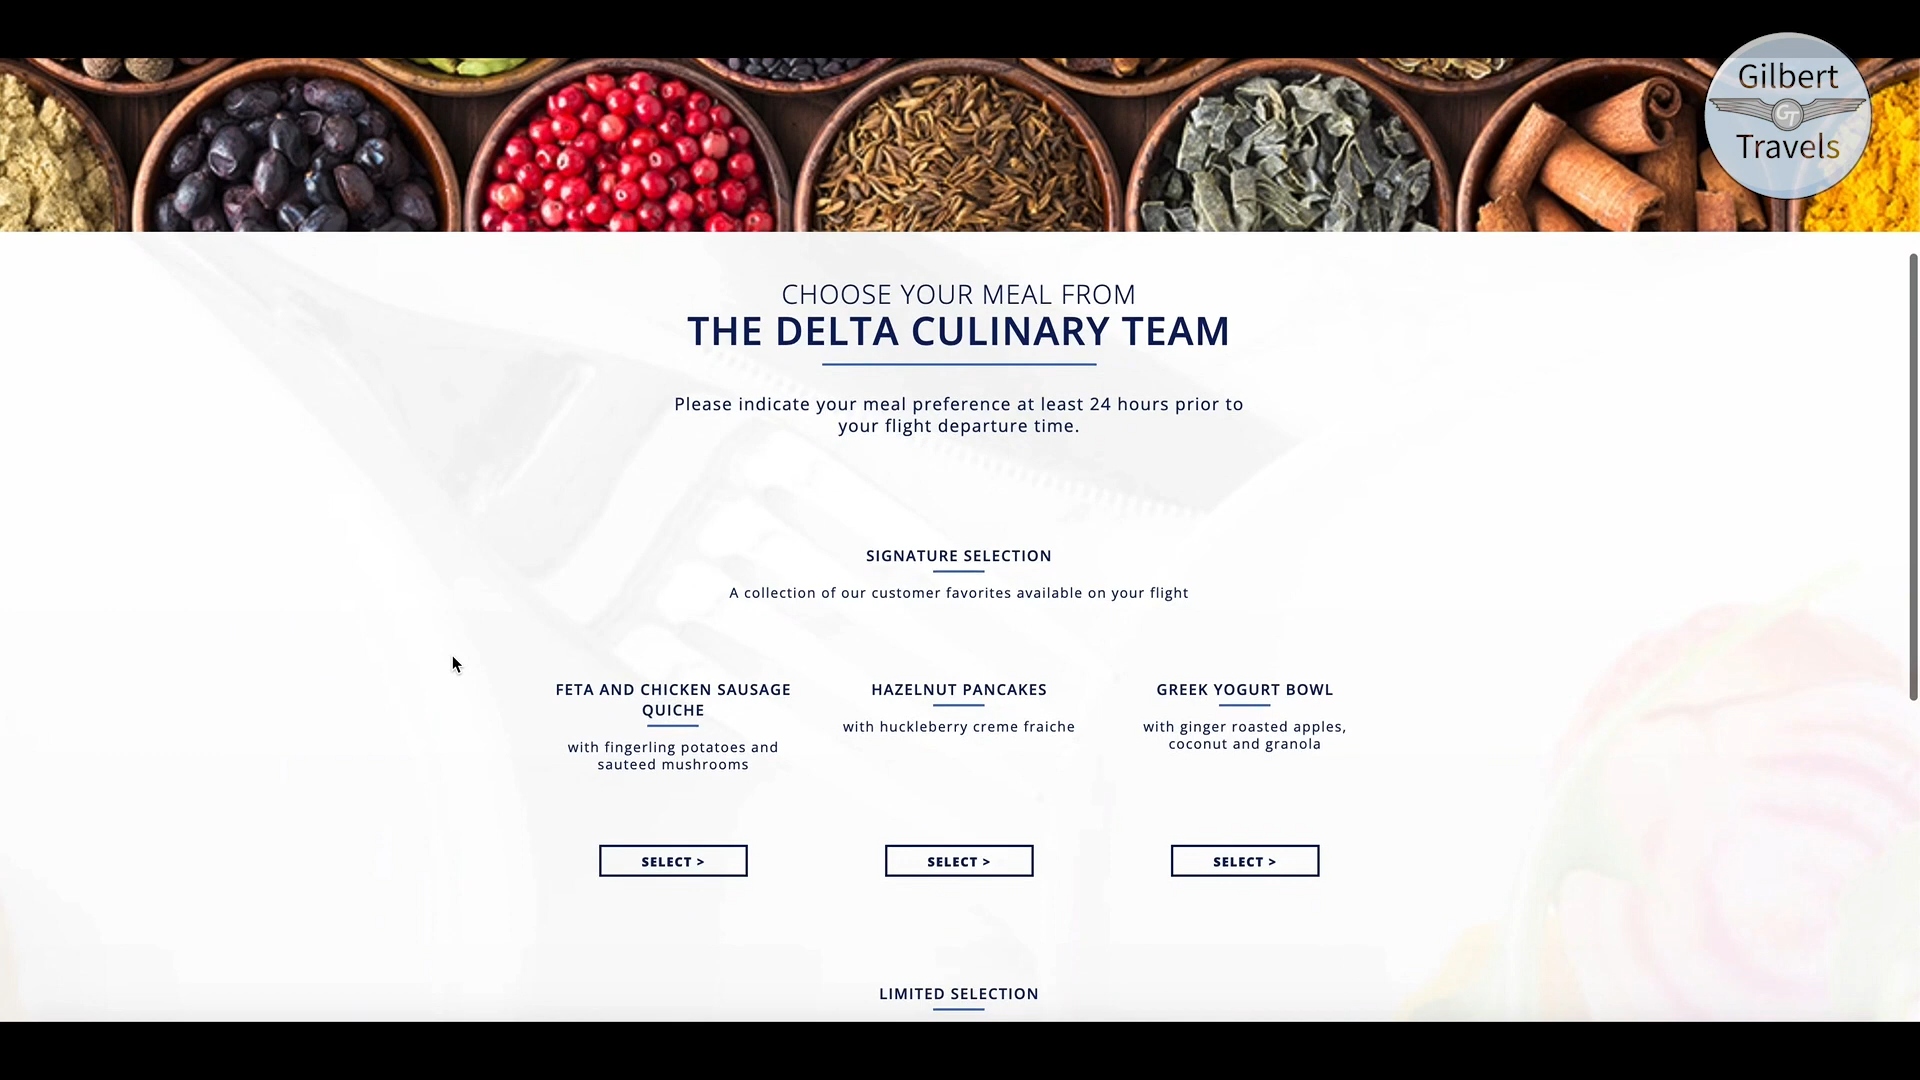 Gilbert
GT
Travels
CHOOSE YOUR MEAL FROM
THE DELTA CULINARY TEAM
Please indicate your meal preference at least 24 hours prior to
your flight departure time.
SIGNATURE SELECTION
A collection of our customer favorites available on your flight
FETA AND CHICKEN SAUSAGE
QUICHE
with fingerling potatoes and
sauteed mushrooms
SELECT >
HAZELNUT PANCAKES
with huckleberry creme fraiche
SELECT >
GREEK YOGURT BOWL
with ginger roasted apples,
coconut and granola
SELECT >
LIMITED SELECTION